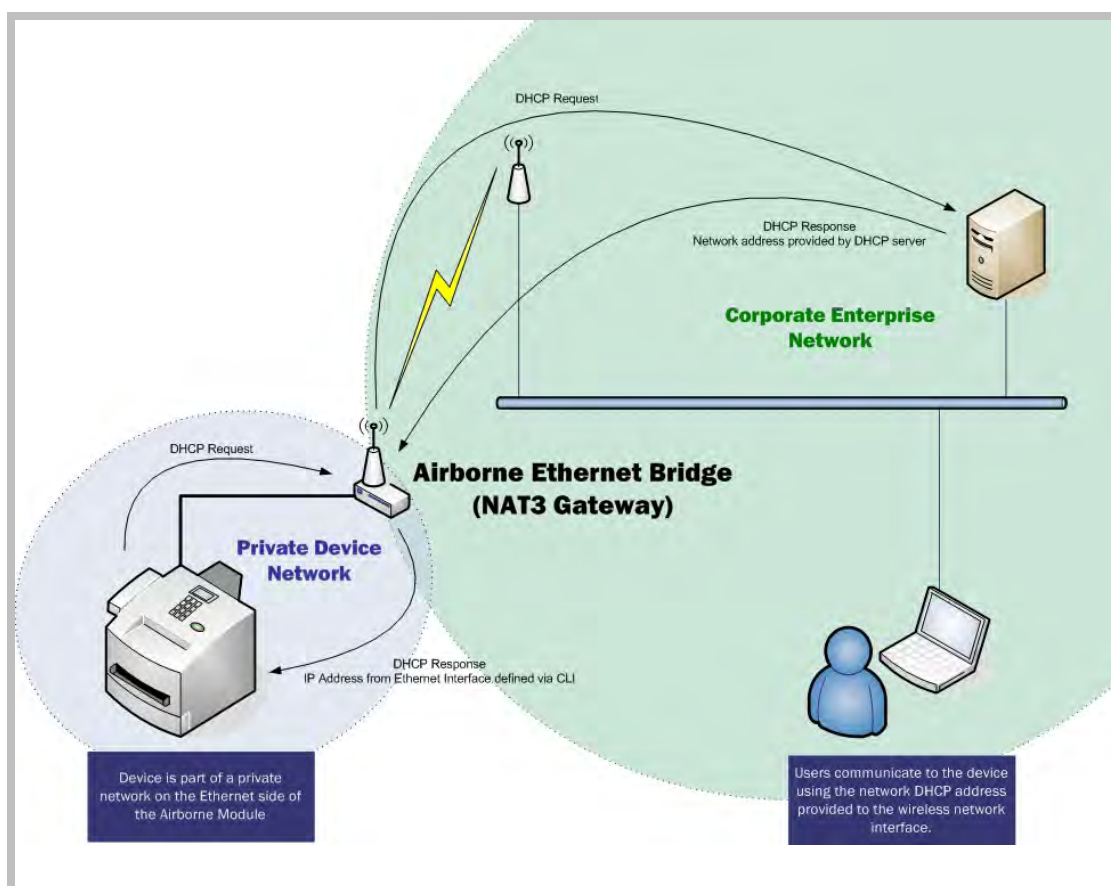 DHCP Request
DHCP Response
Network address provided by DHCP server
Corporate Enterprise
Network
DHCP Request
Airborne Ethernet Bridge
(NAT3 Gateway)
Private Device
Network
DHCP Response
IP Address from Ethernet Interface defined via CLI
Device is part of a private
network on the Ethernet side of
the Airborne Module
Users communicate to the device
using the network DHCP address
provided to the wireless network
interface.